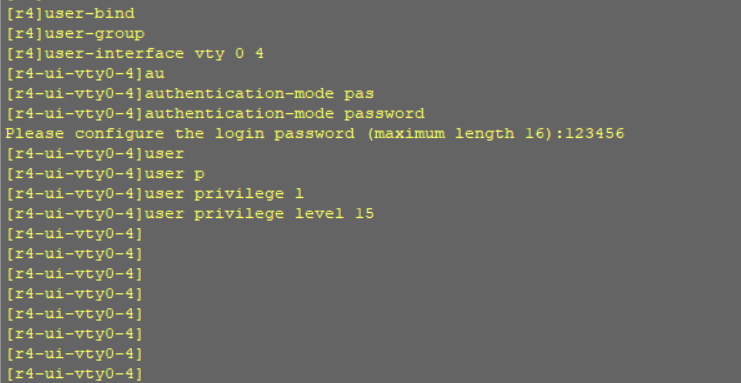 [r4]user-bind
[r4]user-group
[r4]user-interface vty 0 4
[r4-ui-vty0-4]au
[r4-ui-vty0-4]authentication-mode pas
[r4-ui-vty0-4]authentication-mode password
Please configure the login password (maximum length 16):123456
[r4-ui-vty0-4]user
[r4-ui-vty0-4]user p
[r4-ui-vty0-4]user privilege l
[r4-ui-vty0-4]user privilege level 15
[r4-ui-vty0-4]
[r4-ui-vty0-4]
[r4-ui-vty0-4]
[r4-ui-vty0-4]
[r4-ui-vty0-4]
[r4-ui-vty0-4]
[r4-ui-vty0-4]
[r4-ui-vty0-4]